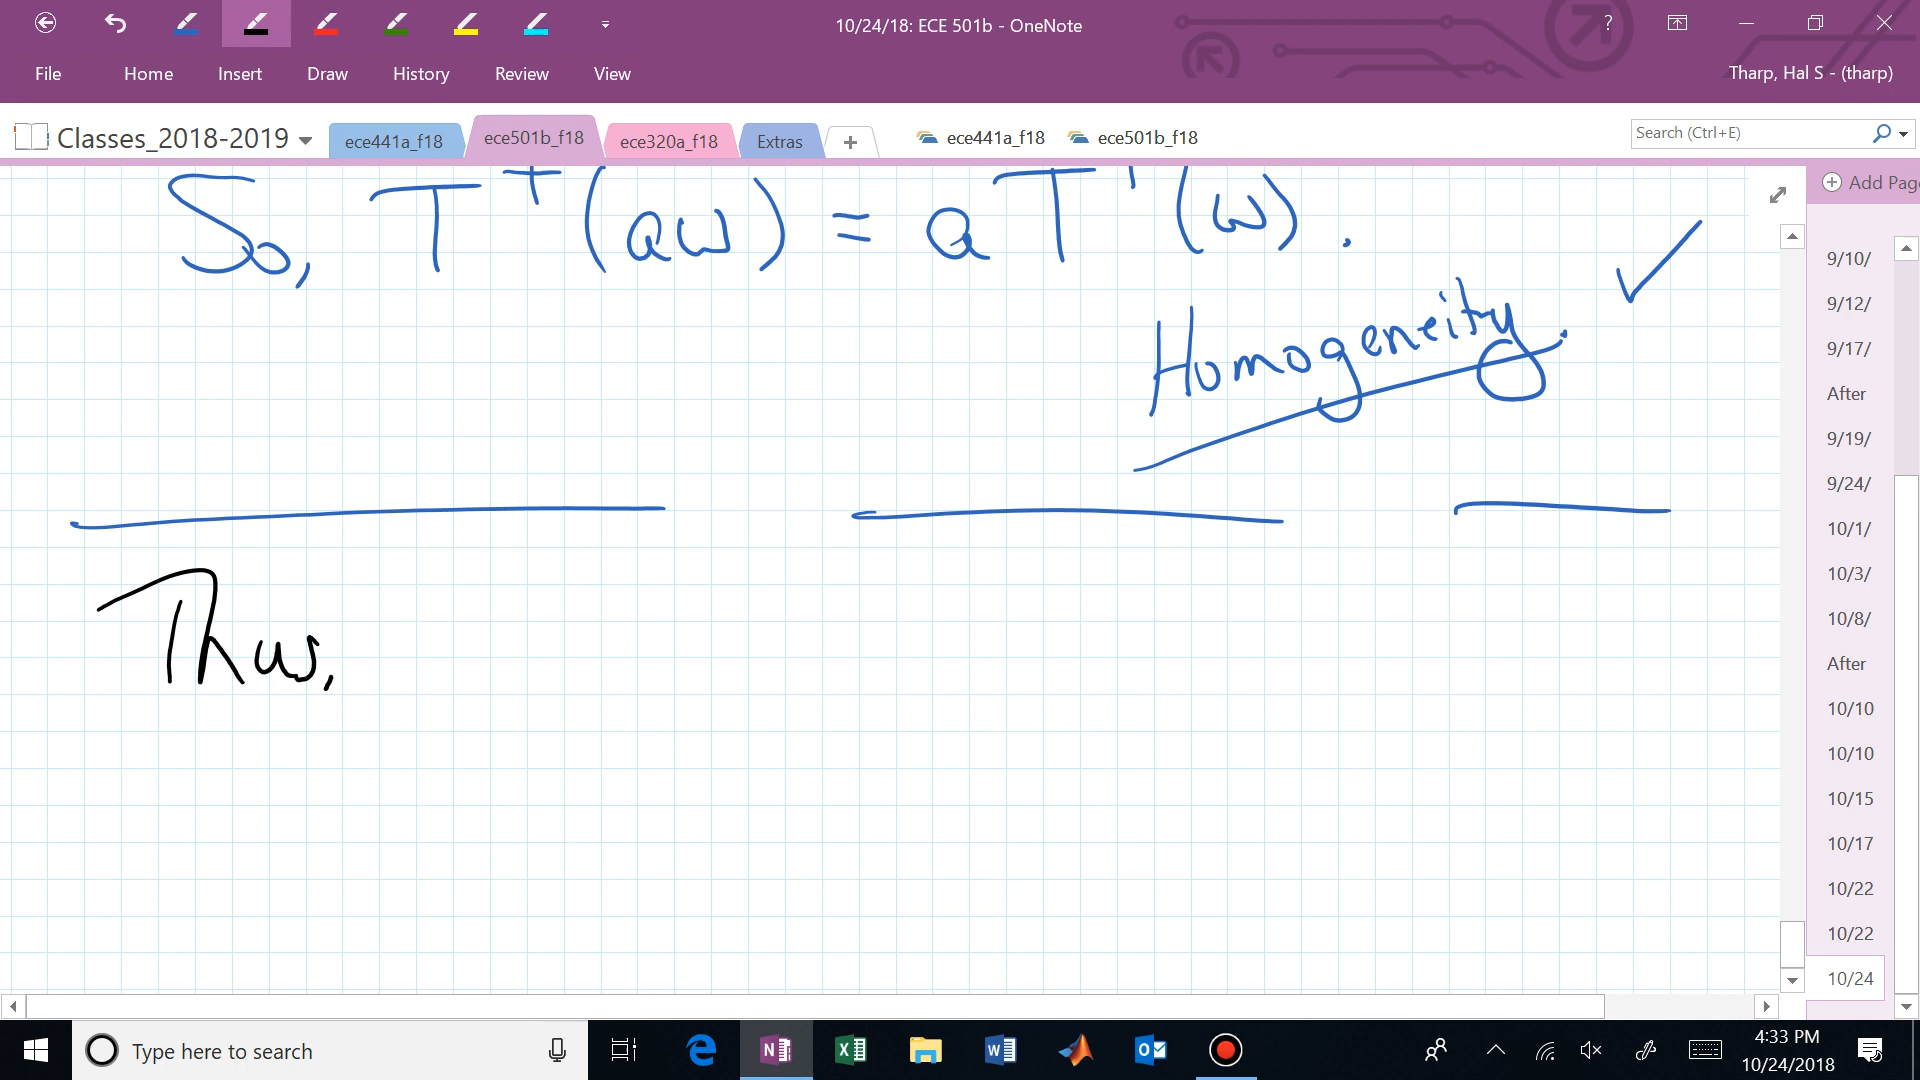 10/24/18: ECE 501b - OneNote
?
File Home Insert Draw History Review View
Tharp, Hal S - (tharp)
Classes_2018-2019 ece441a_f18 ece501b_f18 ece320a_f18 Extras + ece441a_f18 ece501b_f18
Search (Ctrl+E)
Add Page
So, T†(aw) = a T†(w).
Homogeneity. ✓
Thus,
9/10/
9/12/
9/17/
After
9/19/
9/24/
10/1/
10/3/
10/8/
After
10/10
10/10
10/15
10/17
10/22
10/22
10/24
Type here to search
4:33 PM
10/24/2018